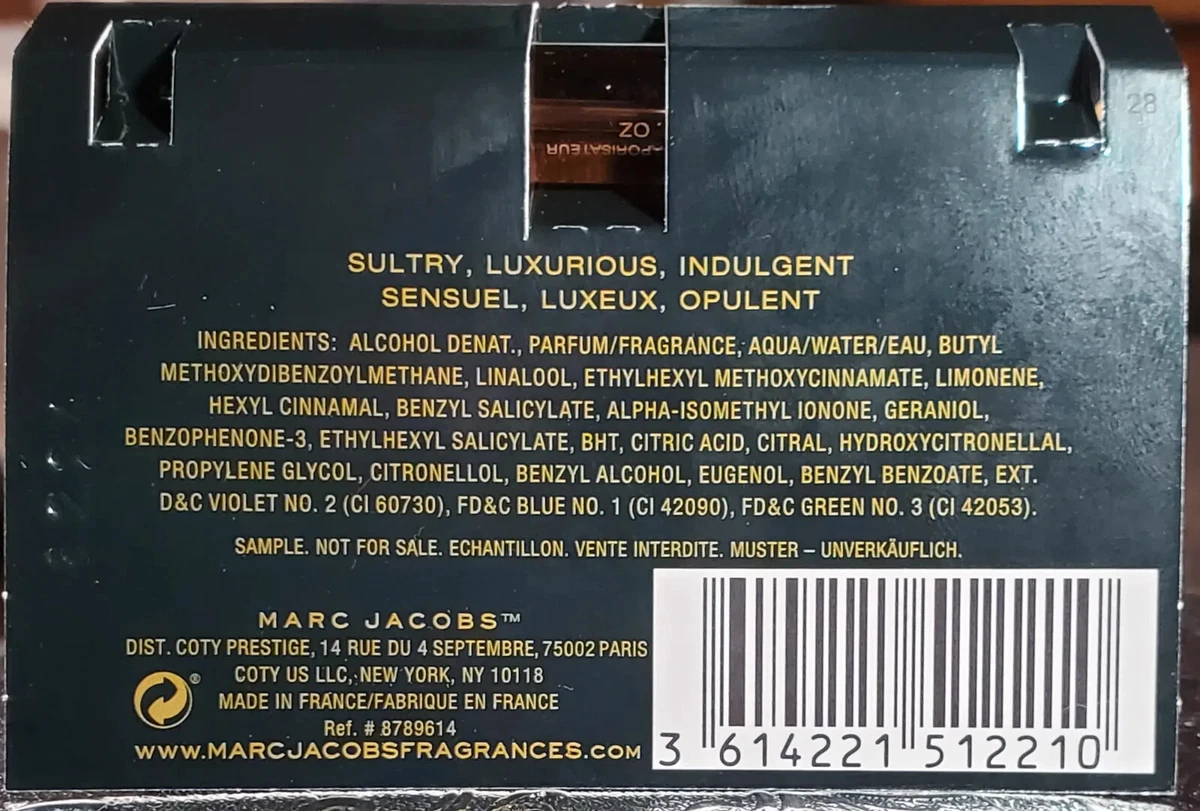 28
OZ
SULTRY, LUXURIOUS, INDULGENT
SENSUEL, LUXEUX, OPULENT
INGREDIENTS: ALCOHOL DENAT., PARFUM/FRAGRANCE, AQUA/WATER/EAU, BUTYL
METHOXYDIBENZOYLMETHANE, LINALOOL, ETHYLHEXYL METHOXYCINNAMATE, LIMONENE,
HEXYL CINNAMAL, BENZYL SALICYLATE, ALPHA-ISOMETHYL IONONE, GERANIOL,
BENZOPHENONE-3, ETHYLHEXYL SALICYLATE, BHT, CITRIC ACID, CITRAL, HYDROXYCITRONELLAL,
PROPYLENE GLYCOL, CITRONELLOL, BENZYL ALCOHOL, EUGENOL, BENZYL BENZOATE, EXT.
D&C VIOLET NO. 2 (CI 60730), FD&C BLUE NO. 1 (CI 42090), FD&C GREEN NO. 3 (CI 42053).
SAMPLE. NOT FOR SALE. ECHANTILLON. VENTE INTERDITE. MUSTER – UNVERKÄUFLICH.
MARC JACOBS™
DIST. COTY PRESTIGE, 14 RUE DU 4 SEPTEMBRE, 75002 PARIS
COTY US LLC, NEW YORK, NY 10118
®
MADE IN FRANCE/FABRIQUE EN FRANCE
Ref. # 8789614
WWW.MARCJACOBSFRAGRANCES.COM
3 614221 512210